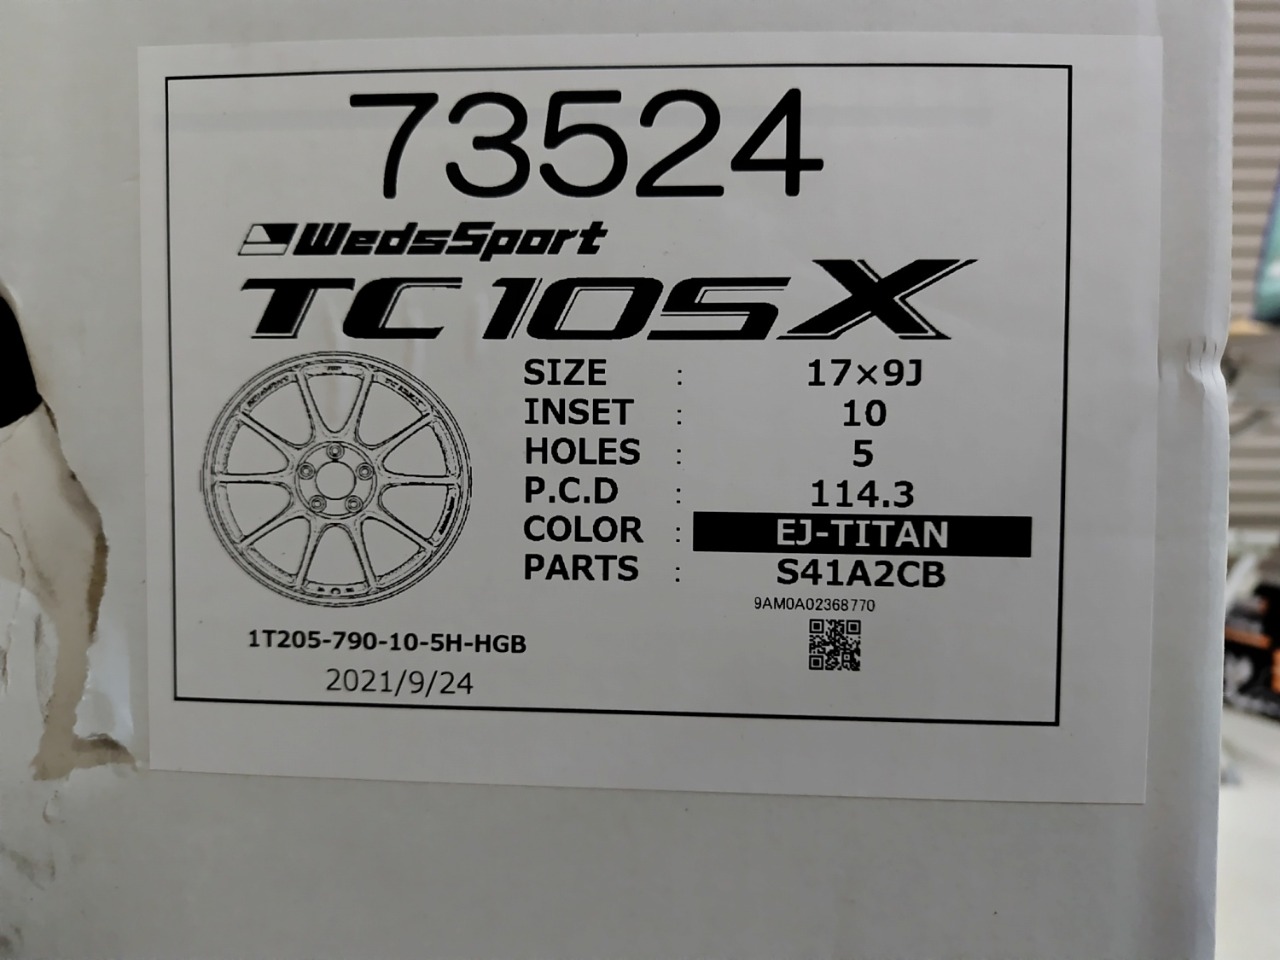 73524
WedsSport
TC105X
SIZE : 17×9J
INSET : 10
HOLES : 5
P.C.D : 114.3
COLOR : EJ-TITAN
PARTS : S41A2CB
9AM0A02368770
1T205-790-10-5H-HGB
2021/9/24